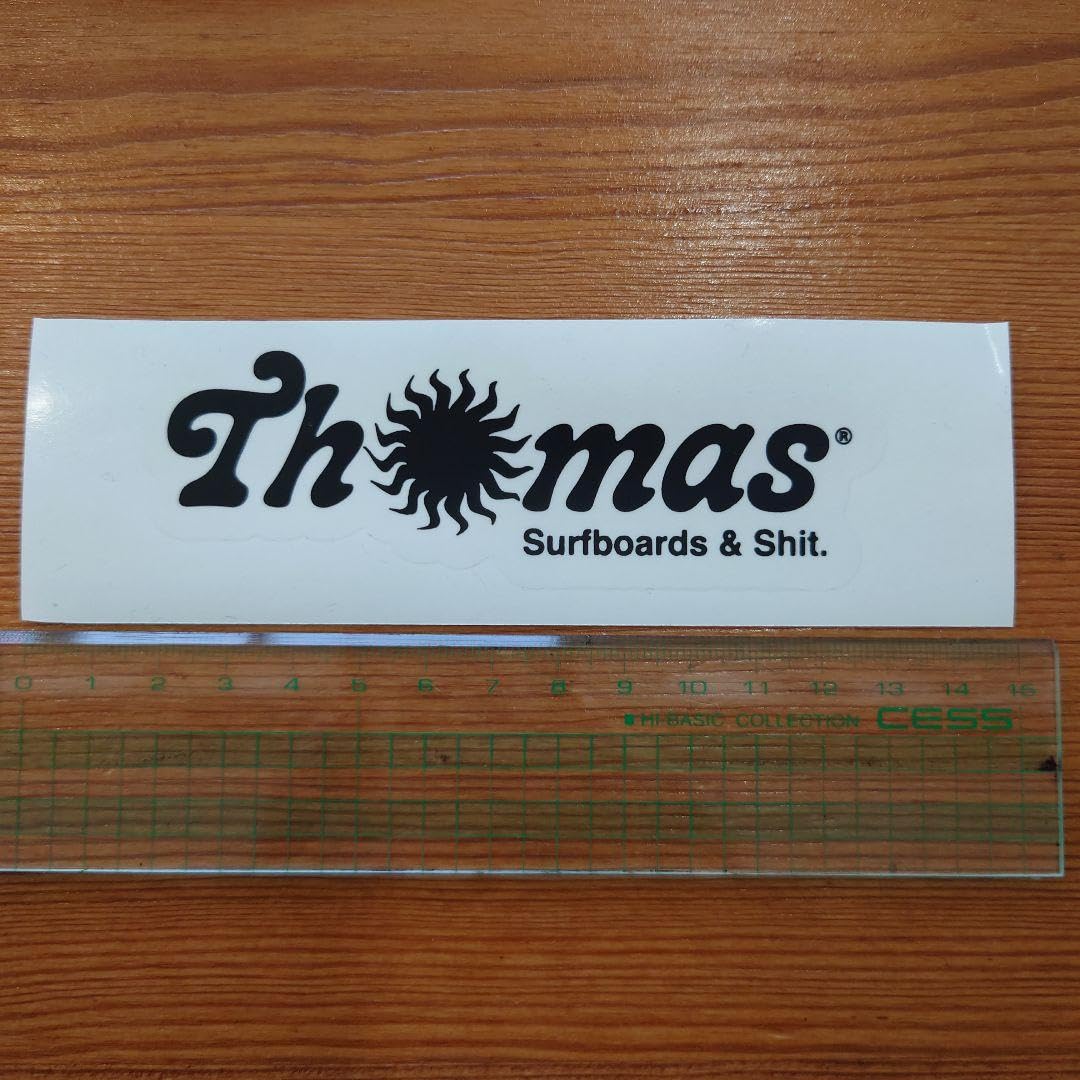 Thomas®
Surfboards & Shit.
0 1 2 3 4 5 6 7 8 9 10 11 12 13 14 15
HI-BASIC COLLECTION CESS